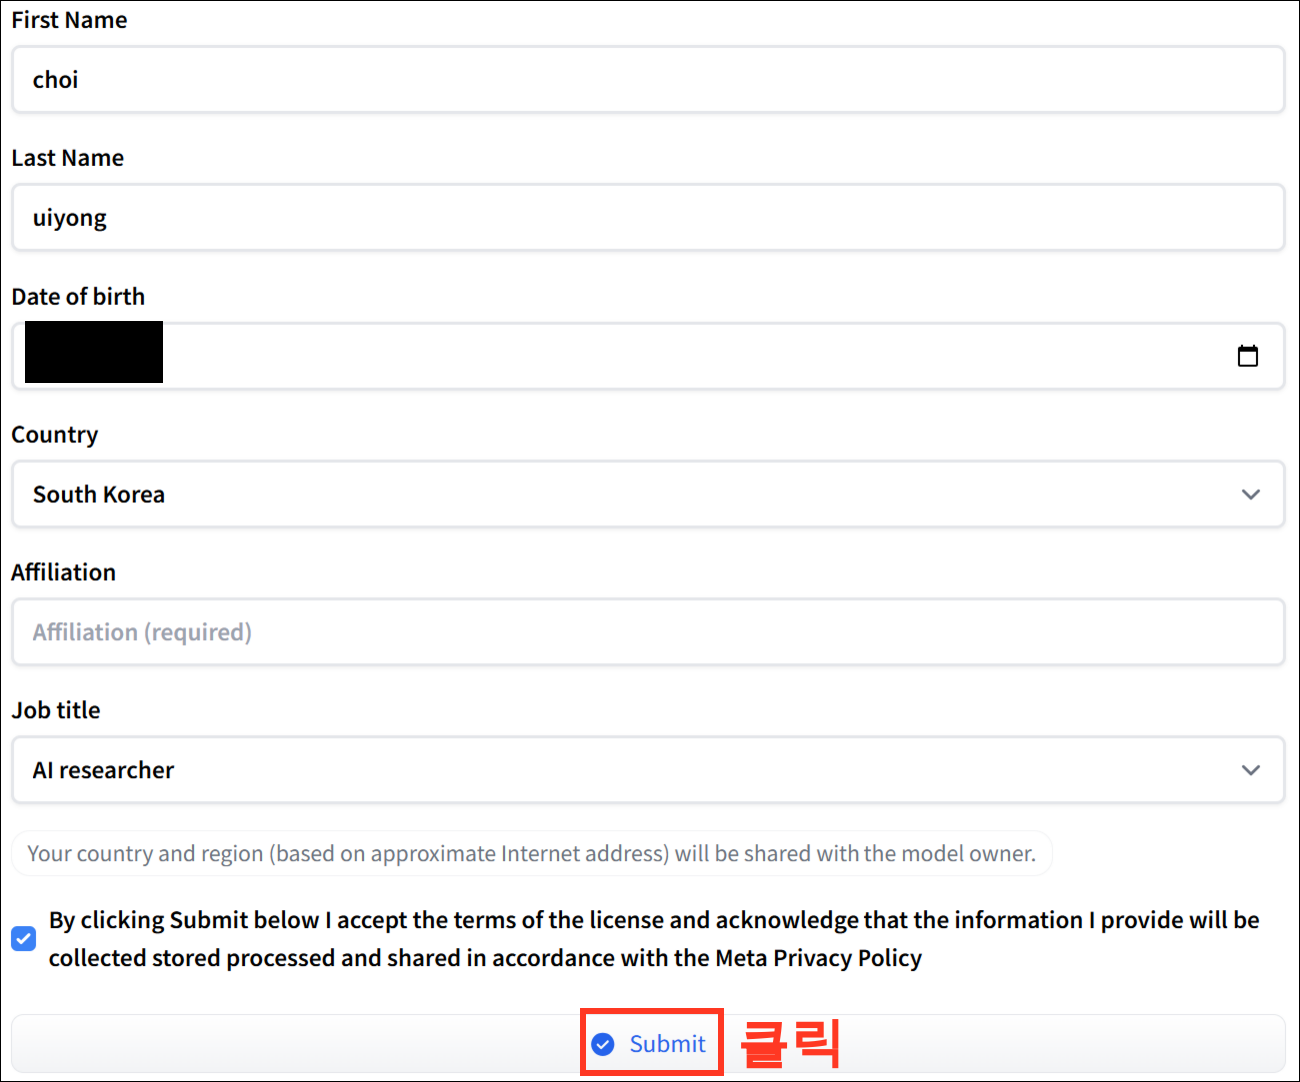 First Name
choi
Last Name
uiyong
Date of birth
Country
South Korea
Affiliation
Affiliation (required)
Job title
AI researcher
Your country and region (based on approximate Internet address) will be shared with the model owner.
By clicking Submit below I accept the terms of the license and acknowledge that the information I provide will be
collected stored processed and shared in accordance with the Meta Privacy Policy
Submit 클릭